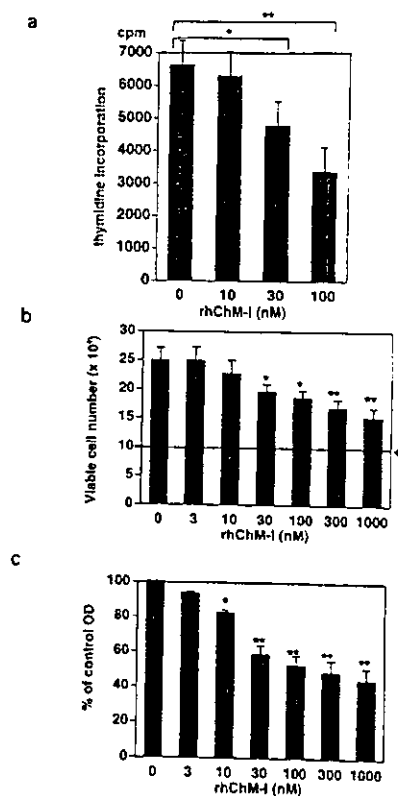 a
cpm
**
*
7000
6000
5000
4000
3000
2000
1000
0
thymidine incorporation
0 10 30 100
rhChM-I (nM)
b
30
25
20
15
10
5
0
Viable cell number
* * ** **
0 3 10 30 100 300 1000
rhChM-I (nM)
c
100
80
60
40
20
0
% of control OD
* ** ** ** **
0 3 10 30 100 300 1000
rhChM-I (nM)